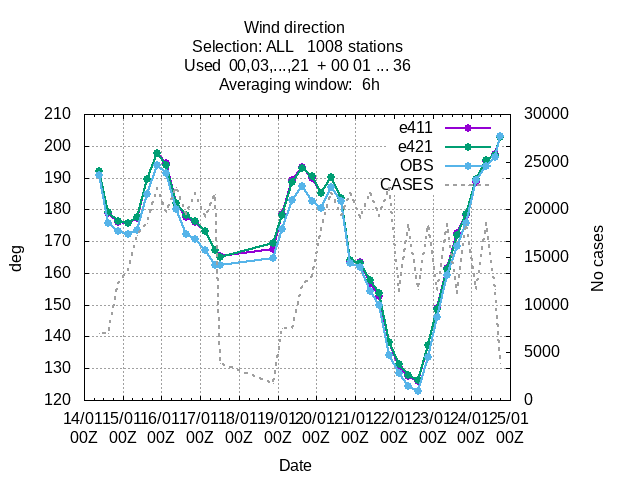 Wind direction
Selection: ALL   1008 stations
Used  00,03,...,21  + 00 01 ... 36
Averaging window:  6h
210
200
190
180
170
160
150
140
130
120
deg
30000
25000
20000
15000
10000
5000
0
No cases
e411
e421
OBS
CASES
14/01 15/01 16/01 17/01 18/01 19/01 20/01 21/01 22/01 23/01 24/01 25/01
00Z 00Z 00Z 00Z 00Z 00Z 00Z 00Z 00Z 00Z 00Z 00Z
Date